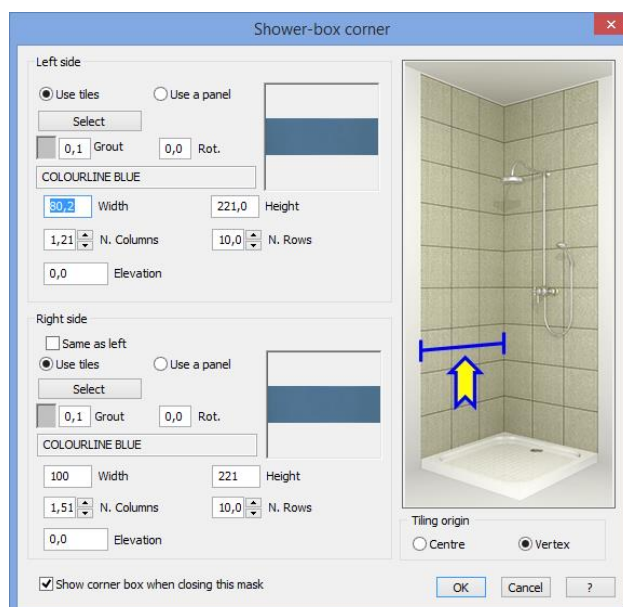 Shower-box corner
Left side
Use tiles Use a panel
Select
0,1 Grout 0,0 Rot.
COLOURLINE BLUE
80,2 Width 221,0 Height
1,21 N. Columns 10,0 N. Rows
0,0 Elevation
Right side
Same as left
Use tiles Use a panel
Select
0,1 Grout 0,0 Rot.
COLOURLINE BLUE
100 Width 221 Height
1,51 N. Columns 10,0 N. Rows
0,0 Elevation
Tiling origin
Centre Vertex
Show corner box when closing this mask
OK Cancel ?